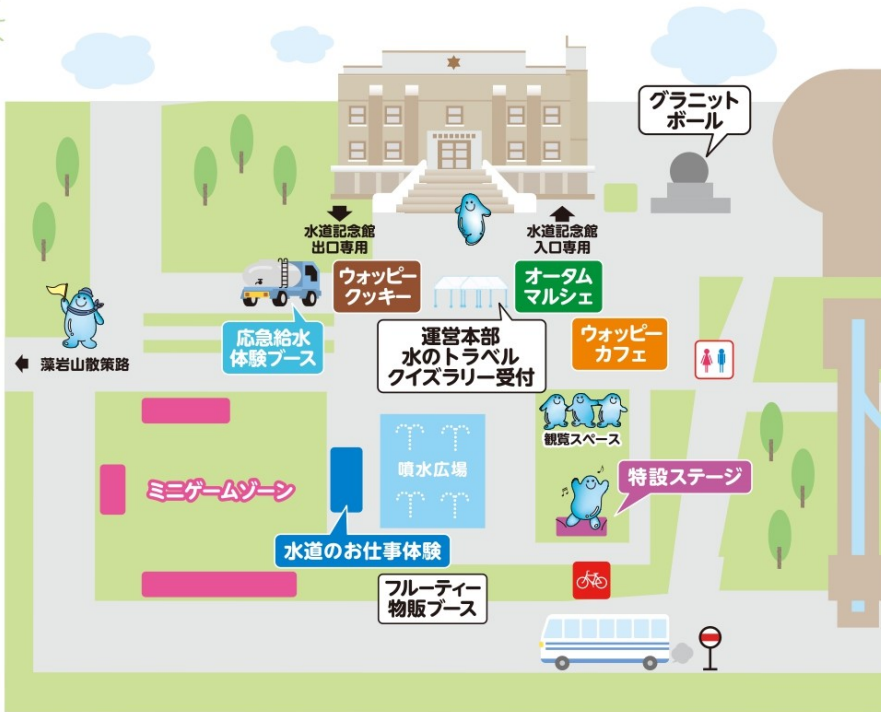 グラニット
ボール
水道記念館
出口専用
水道記念館
入口専用
ウォッピー
クッキー
オータム
マルシェ
応急給水
体験ブース
運営本部
水のトラベル
クイズラリー受付
ウォッピー
カフェ
藻岩山散策路
観覧スペース
噴水広場
特設ステージ
ミニゲームゾーン
水道のお仕事体験
フルーティー
物販ブース